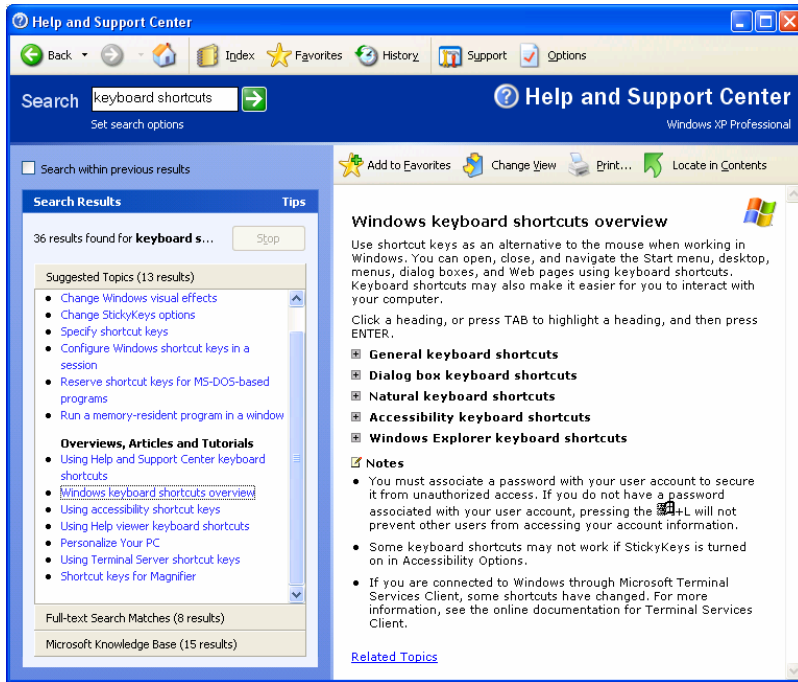 Help and Support Center
Back
Index
Favorites
History
Support
Options
Search
keyboard shortcuts
Help and Support Center
Set search options
Windows XP Professional
Search within previous results
Add to Favorites
Change View
Print...
Locate in Contents
Search Results
Tips
36 results found for keyboard s...
Stop
Suggested Topics (13 results)
Change Windows visual effects
Change StickyKeys options
Specify shortcut keys
Configure Windows shortcut keys in a
session
Reserve shortcut keys for MS-DOS-based
programs
Run a memory-resident program in a window
Overviews, Articles and Tutorials
Using Help and Support Center keyboard
shortcuts
Windows keyboard shortcuts overview
Using accessibility shortcut keys
Using Help viewer keyboard shortcuts
Personalize Your PC
Using Terminal Server shortcut keys
Shortcut keys for Magnifier
Full-text Search Matches (8 results)
Microsoft Knowledge Base (15 results)
Windows keyboard shortcuts overview
Use shortcut keys as an alternative to the mouse when working in
Windows. You can open, close, and navigate the Start menu, desktop,
menus, dialog boxes, and Web pages using keyboard shortcuts.
Keyboard shortcuts may also make it easier for you to interact with
your computer.
Click a heading, or press TAB to highlight a heading, and then press
ENTER.
General keyboard shortcuts
Dialog box keyboard shortcuts
Natural keyboard shortcuts
Accessibility keyboard shortcuts
Windows Explorer keyboard shortcuts
Notes
You must associate a password with your user account to secure
it from unauthorized access. If you do not have a password
associated with your user account, pressing the +L will not
prevent other users from accessing your account information.
Some keyboard shortcuts may not work if StickyKeys is turned
on in Accessibility Options.
If you are connected to Windows through Microsoft Terminal
Services Client, some shortcuts have changed. For more
information, see the online documentation for Terminal Services
Client.
Related Topics